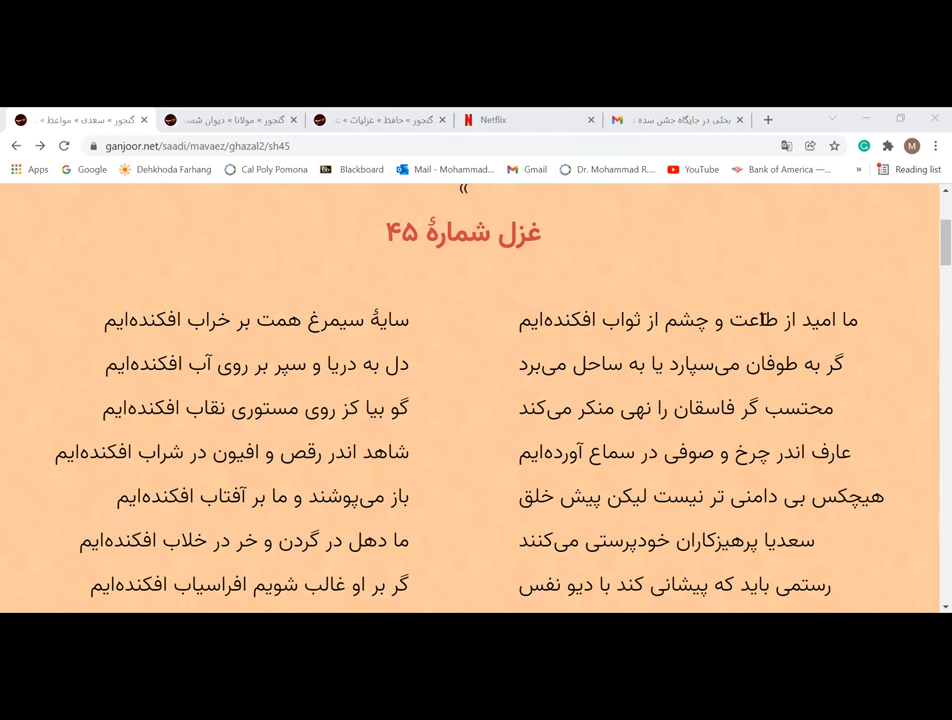 گنجور » سعدی » مواعظ »
گنجور » مولانا » دیوان شمس
گنجور » حافظ » غزلیات »
Netflix
بحثی در جایگاه جشن سده
ganjoor.net/saadi/mavaez/ghazal2/sh45
M
Apps
Google
Dehkhoda Farhang
Cal Poly Pomona
Blackboard
Mail - Mohammad...
Gmail
Dr. Mohammad R....
YouTube
Bank of America —...
»
Reading list
((
غزل شمارهٔ ۴۵
ما امید از طاعت و چشم از ثواب افکنده‌ایم
سایهٔ سیمرغ همت بر خراب افکنده‌ایم
گر به طوفان می‌سپارد یا به ساحل می‌برد
دل به دریا و سپر بر روی آب افکنده‌ایم
محتسب گر فاسقان را نهی منکر می‌کند
گو بیا کز روی مستوری نقاب افکنده‌ایم
عارف اندر چرخ و صوفی در سماع آورده‌ایم
شاهد اندر رقص و افیون در شراب افکنده‌ایم
هیچکس بی دامنی تر نیست لیکن پیش خلق
باز می‌پوشند و ما بر آفتاب افکنده‌ایم
سعدیا پرهیزکاران خودپرستی می‌کنند
ما دهل در گردن و خر در خلاب افکنده‌ایم
رستمی باید که پیشانی کند با دیو نفس
گر بر او غالب شویم افراسیاب افکنده‌ایم